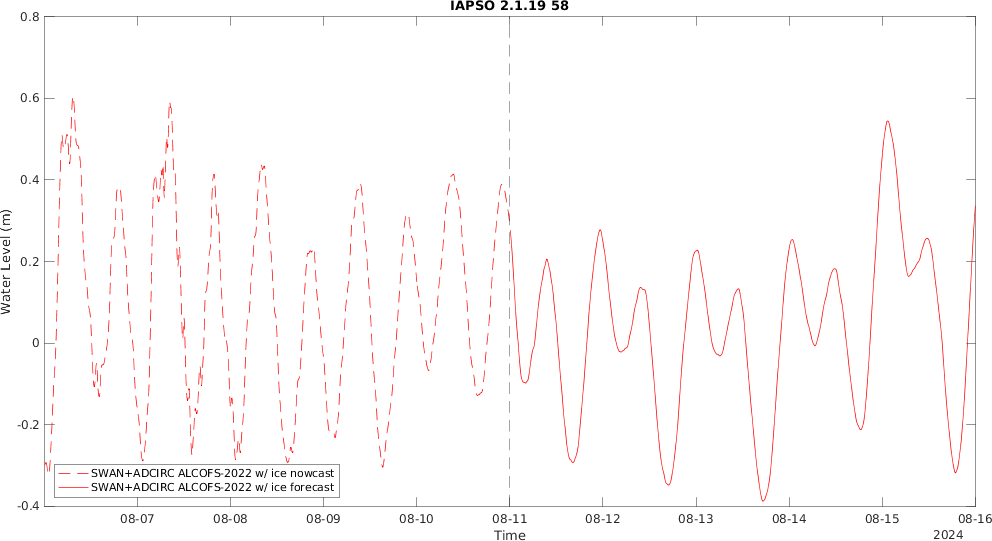 IAPSO 2.1.19 58
Water Level (m)
0.8
0.6
0.4
0.2
0
-0.2
-0.4
SWAN+ADCIRC ALCOFS-2022 w/ ice nowcast
SWAN+ADCIRC ALCOFS-2022 w/ ice forecast
08-07 08-08 08-09 08-10 08-11 08-12 08-13 08-14 08-15 08-16
Time
2024